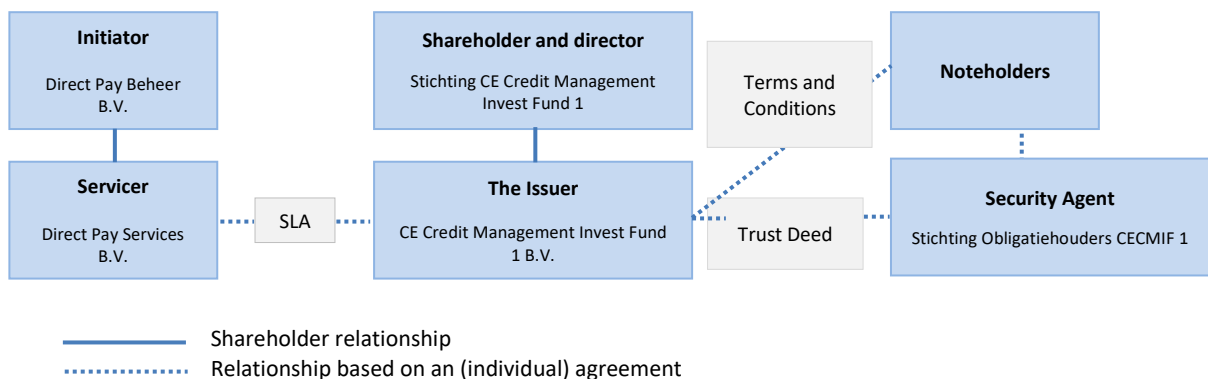 Initiator
Direct Pay Beheer
B.V.
Shareholder and director
Stichting CE Credit Management
Invest Fund 1
Terms and
Conditions
Noteholders
Servicer
Direct Pay Services
B.V.
SLA
The Issuer
CE Credit Management Invest Fund
1 B.V.
Trust Deed
Security Agent
Stichting Obligatiehouders CECMIF 1
Shareholder relationship
Relationship based on an (individual) agreement